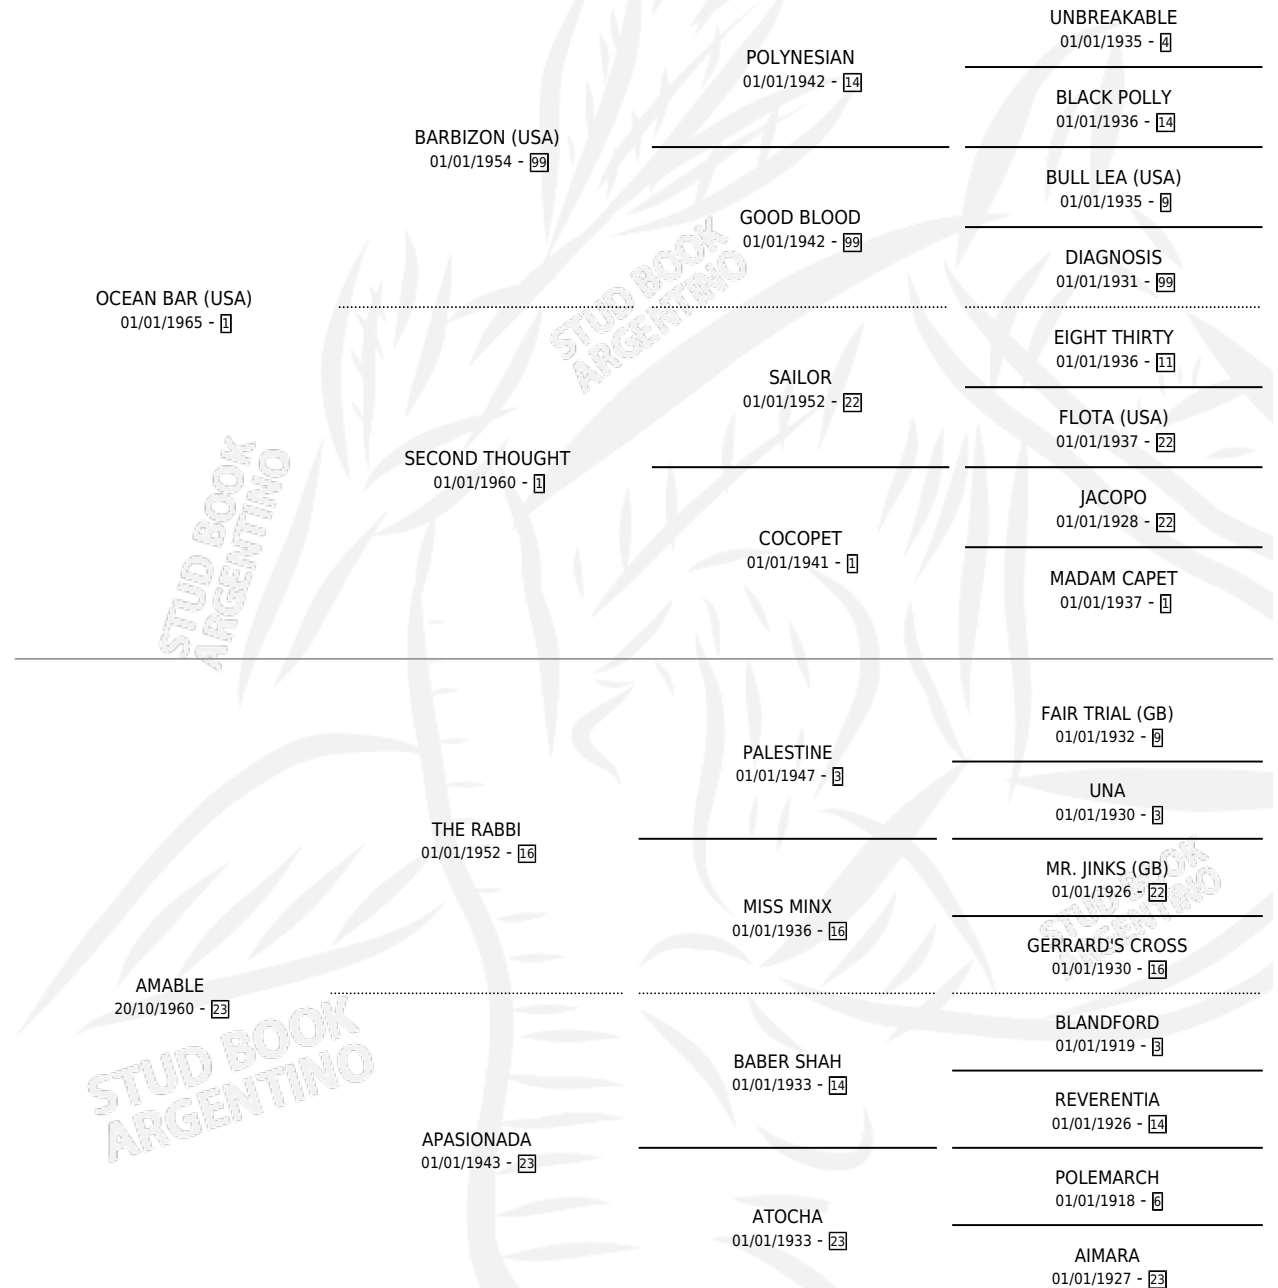 UNBREAKABLE
01/01/1935 - 4
POLYNESIAN
01/01/1942 - 14
BLACK POLLY
01/01/1936 - 14
BARBIZON (USA)
01/01/1954 - 99
BULL LEA (USA)
01/01/1935 - 9
GOOD BLOOD
01/01/1942 - 99
DIAGNOSIS
01/01/1931 - 99
OCEAN BAR (USA)
01/01/1965 - 1
EIGHT THIRTY
01/01/1936 - 11
SAILOR
01/01/1952 - 22
FLOTA (USA)
01/01/1937 - 22
SECOND THOUGHT
01/01/1960 - 1
JACOPO
01/01/1928 - 22
COCOPET
01/01/1941 - 1
MADAM CAPET
01/01/1937 - 1
FAIR TRIAL (GB)
01/01/1932 - 9
PALESTINE
01/01/1947 - 3
UNA
01/01/1930 - 3
THE RABBI
01/01/1952 - 16
MR. JINKS (GB)
01/01/1926 - 22
MISS MINX
01/01/1936 - 16
GERRARD'S CROSS
01/01/1930 - 16
AMABLE
20/10/1960 - 23
BLANDFORD
01/01/1919 - 3
BABER SHAH
01/01/1933 - 14
REVERENTIA
01/01/1926 - 14
APASIONADA
01/01/1943 - 23
POLEMARCH
01/01/1918 - 6
ATOCHA
01/01/1933 - 23
AIMARA
01/01/1927 - 23
STUD BOOK
ARGENTINO
STUD BOOK
ARGENTINO
STUD BOOK
ARGENTINO
STUD BOOK
ARGENTINO